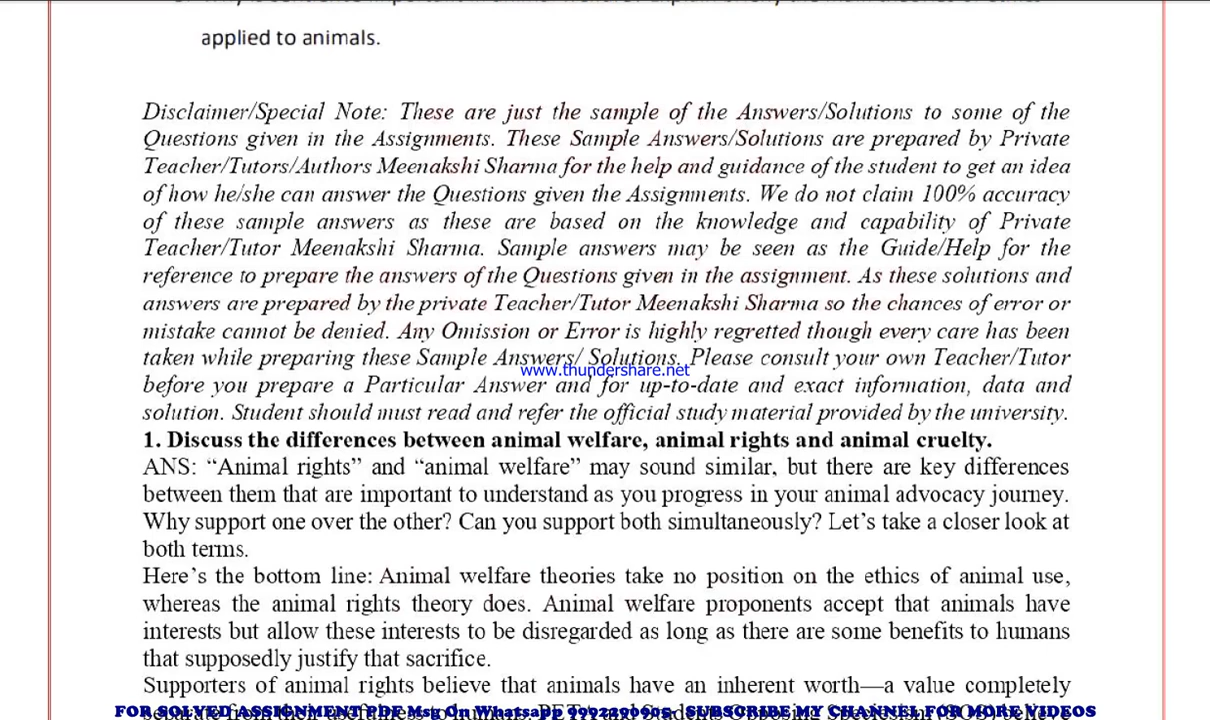 applied to animals.
Disclaimer/Special Note: These are just the sample of the Answers/Solutions to some of the
Questions given in the Assignments. These Sample Answers/Solutions are prepared by Private
Teacher/Tutors/Authors Meenakshi Sharma for the help and guidance of the student to get an idea
of how he/she can answer the Questions given the Assignments. We do not claim 100% accuracy
of these sample answers as these are based on the knowledge and capability of Private
Teacher/Tutor Meenakshi Sharma. Sample answers may be seen as the Guide/Help for the
reference to prepare the answers of the Questions given in the assignment. As these solutions and
answers are prepared by the private Teacher/Tutor Meenakshi Sharma so the chances of error or
mistake cannot be denied. Any Omission or Error is highly regretted though every care has been
taken while preparing these Sample Answers/ Solutions. Please consult your own Teacher/Tutor
www.thundershare.net
before you prepare a Particular Answer and for up-to-date and exact information, data and
solution. Student should must read and refer the official study material provided by the university.
1. Discuss the differences between animal welfare, animal rights and animal cruelty.
ANS: “Animal rights” and “animal welfare” may sound similar, but there are key differences
between them that are important to understand as you progress in your animal advocacy journey.
Why support one over the other? Can you support both simultaneously? Let’s take a closer look at
both terms.
Here’s the bottom line: Animal welfare theories take no position on the ethics of animal use,
whereas the animal rights theory does. Animal welfare proponents accept that animals have
interests but allow these interests to be disregarded as long as there are some benefits to humans
that supposedly justify that sacrifice.
Supporters of animal rights believe that animals have an inherent worth—a value completely
FOR SOLVED ASSIGNMENT PDF Msg On Whatsapp 9992290905 SUBSCRIBE MY CHANNEL FOR MORE VIDEOS